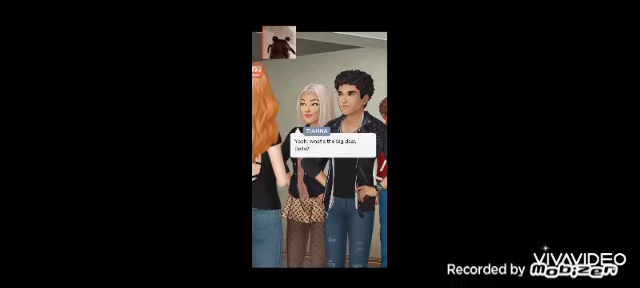 TIANNA
Yeah, what's the big deal,
VIVAVIDEO
Recorded by MOBIZEN